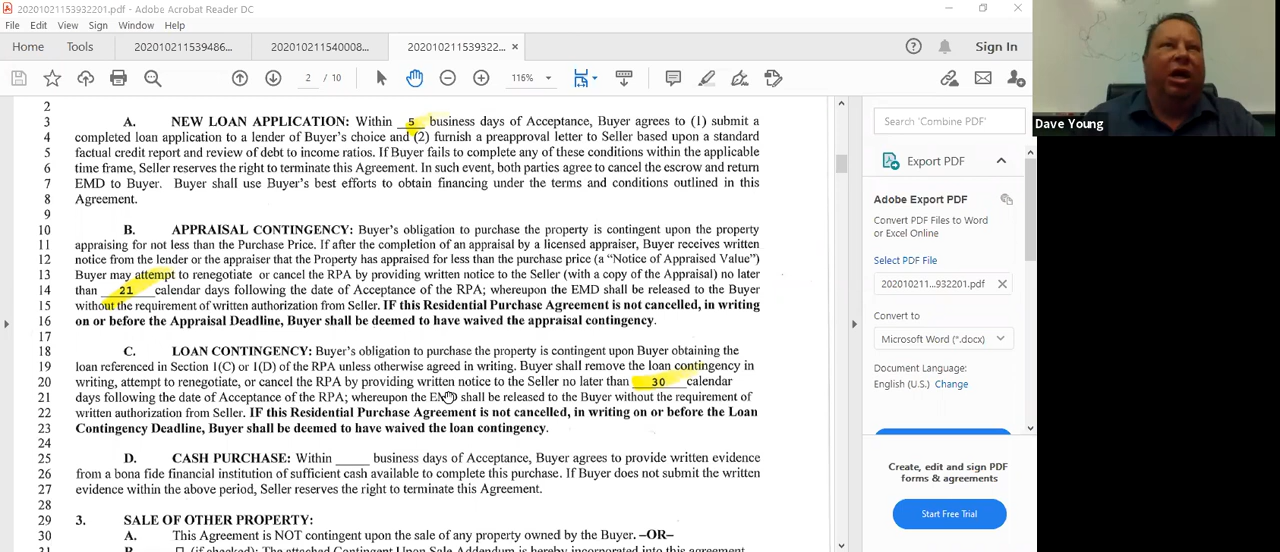 202010211539322201.pdf - Adobe Acrobat Reader DC
File Edit View Sign Window Help
Home Tools 202010211539486... 202010211540008... 202010211539322... ×
Sign In
2 / 10 116%
2
3 A. NEW LOAN APPLICATION: Within 5 business days of Acceptance, Buyer agrees to (1) submit a
4 completed loan application to a lender of Buyer's choice and (2) furnish a preapproval letter to Seller based upon a standard
5 factual credit report and review of debt to income ratios. If Buyer fails to complete any of these conditions within the applicable
6 time frame, Seller reserves the right to terminate this Agreement. In such event, both parties agree to cancel the escrow and return
7 EMD to Buyer. Buyer shall use Buyer's best efforts to obtain financing under the terms and conditions outlined in this
8 Agreement.
9
10 B. APPRAISAL CONTINGENCY: Buyer's obligation to purchase the property is contingent upon the property
11 appraising for not less than the Purchase Price. If after the completion of an appraisal by a licensed appraiser, Buyer receives written
12 notice from the lender or the appraiser that the Property has appraised for less than the purchase price (a "Notice of Appraised Value")
13 Buyer may attempt to renegotiate or cancel the RPA by providing written notice to the Seller (with a copy of the Appraisal) no later
14 than 21 calendar days following the date of Acceptance of the RPA; whereupon the EMD shall be released to the Buyer
15 without the requirement of written authorization from Seller. IF this Residential Purchase Agreement is not cancelled, in writing
16 on or before the Appraisal Deadline, Buyer shall be deemed to have waived the appraisal contingency.
17
18 C. LOAN CONTINGENCY: Buyer's obligation to purchase the property is contingent upon Buyer obtaining the
19 loan referenced in Section 1(C) or 1(D) of the RPA unless otherwise agreed in writing. Buyer shall remove the loan contingency in
20 writing, attempt to renegotiate, or cancel the RPA by providing written notice to the Seller no later than 30 calendar
21 days following the date of Acceptance of the RPA; whereupon the EMD shall be released to the Buyer without the requirement of
22 written authorization from Seller. IF this Residential Purchase Agreement is not cancelled, in writing on or before the Loan
23 Contingency Deadline, Buyer shall be deemed to have waived the loan contingency.
24
25 D. CASH PURCHASE: Within _____ business days of Acceptance, Buyer agrees to provide written evidence
26 from a bona fide financial institution of sufficient cash available to complete this purchase. If Buyer does not submit the written
27 evidence within the above period, Seller reserves the right to terminate this Agreement.
28
29 3. SALE OF OTHER PROPERTY:
30 A. This Agreement is NOT contingent upon the sale of any property owned by the Buyer. –OR–
31 B. (if checked): The attached Contingent Upon Sale Addendum is hereby incorporated into this agreement
Search 'Combine PDF'
Export PDF
Adobe Export PDF
Convert PDF Files to Word
or Excel Online
Select PDF File
202010211...932201.pdf ×
Convert to
Microsoft Word (*.docx)
Document Language:
English (U.S.) Change
Create, edit and sign PDF
forms & agreements
Start Free Trial
Dave Young